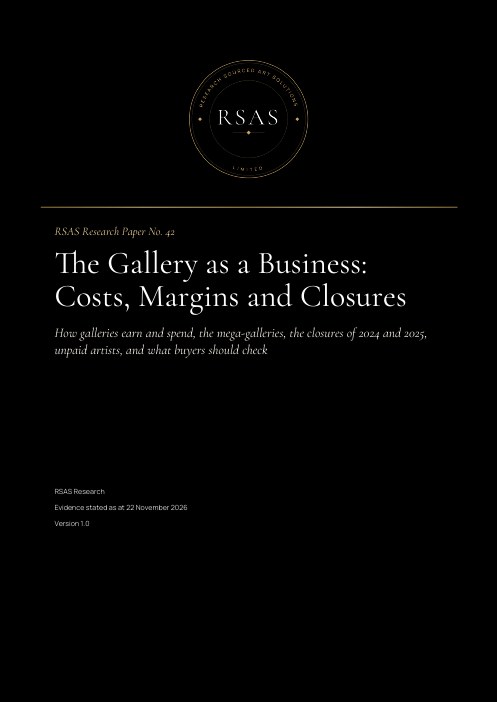 RESEARCH SOURCED ART SOLUTIONS
RSAS
LIMITED
RSAS Research Paper No. 42
The Gallery as a Business:
Costs, Margins and Closures
How galleries earn and spend, the mega-galleries, the closures of 2024 and 2025,
unpaid artists, and what buyers should check
RSAS Research
Evidence stated as at 22 November 2026
Version 1.0